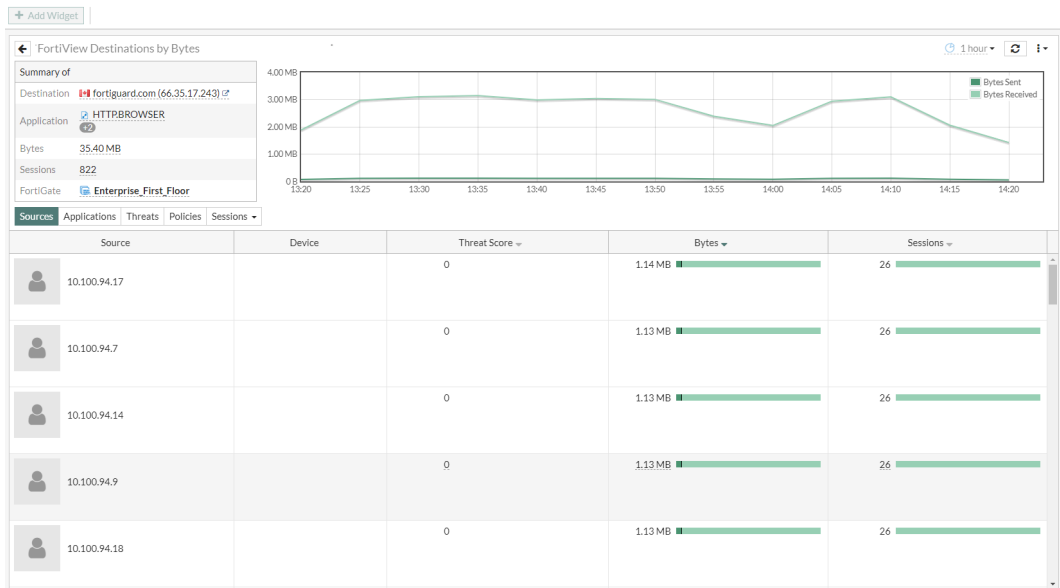 + Add Widget
FortiView Destinations by Bytes
1 hour
Summary of
Destination fortiguard.com (66.35.17.243)
Application HTTP.BROWSER
+2
Bytes 35.40 MB
Sessions 822
FortiGate Enterprise_First_Floor
4.00 MB
3.00 MB
2.00 MB
1.00 MB
0 B
13:20 13:25 13:30 13:35 13:40 13:45 13:50 13:55 14:00 14:05 14:10 14:15 14:20
Bytes Sent
Bytes Received
Sources Applications Threats Policies Sessions
Source Device Threat Score Bytes Sessions
10.100.94.17 0 1.14 MB 26
10.100.94.7 0 1.13 MB 26
10.100.94.14 0 1.13 MB 26
10.100.94.9 0 1.13 MB 26
10.100.94.18 0 1.13 MB 26